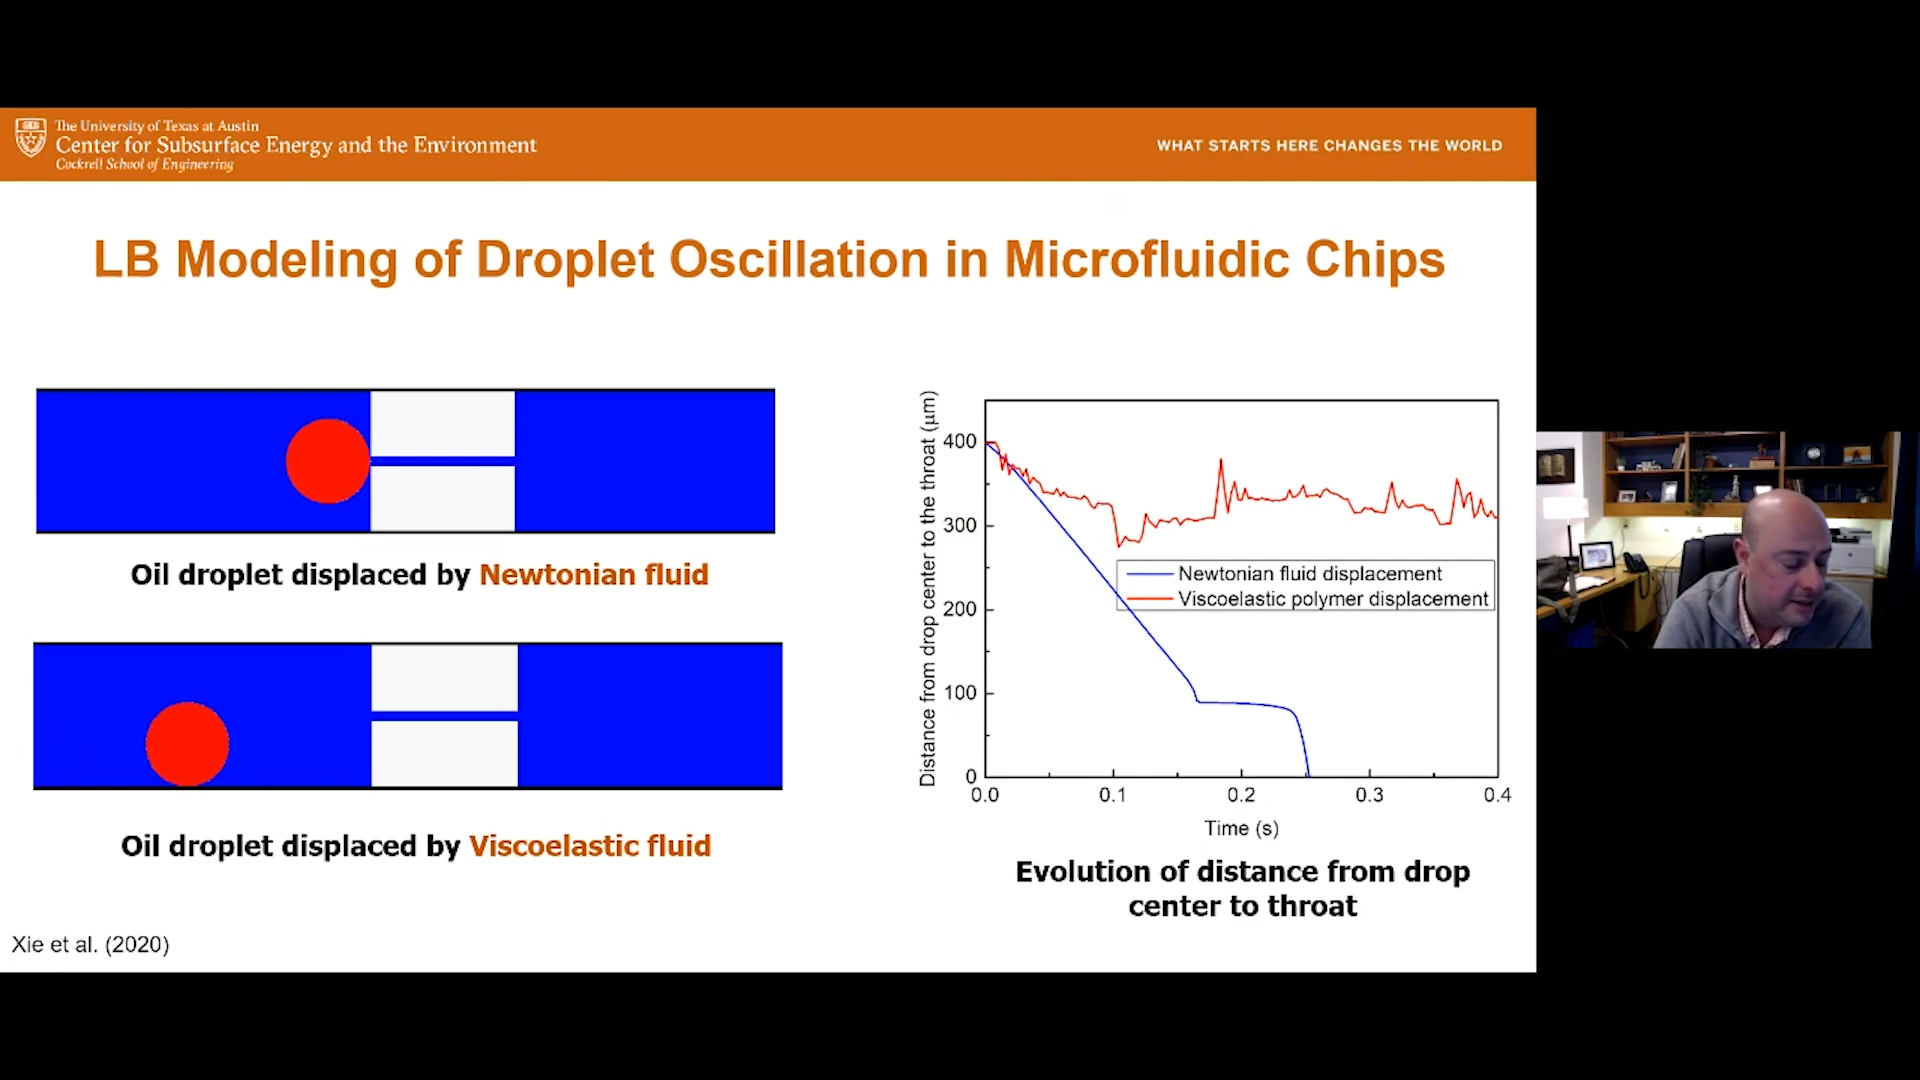 The University of Texas at Austin
Center for Subsurface Energy and the Environment
Cockrell School of Engineering
WHAT STARTS HERE CHANGES THE WORLD
LB Modeling of Droplet Oscillation in Microfluidic Chips
Oil droplet displaced by Newtonian fluid
Oil droplet displaced by Viscoelastic fluid
Distance from drop center to the throat (μm)
400
300
200
100
0
0.0 0.1 0.2 0.3 0.4
Time (s)
Newtonian fluid displacement
Viscoelastic polymer displacement
Evolution of distance from drop
center to throat
Xie et al. (2020)